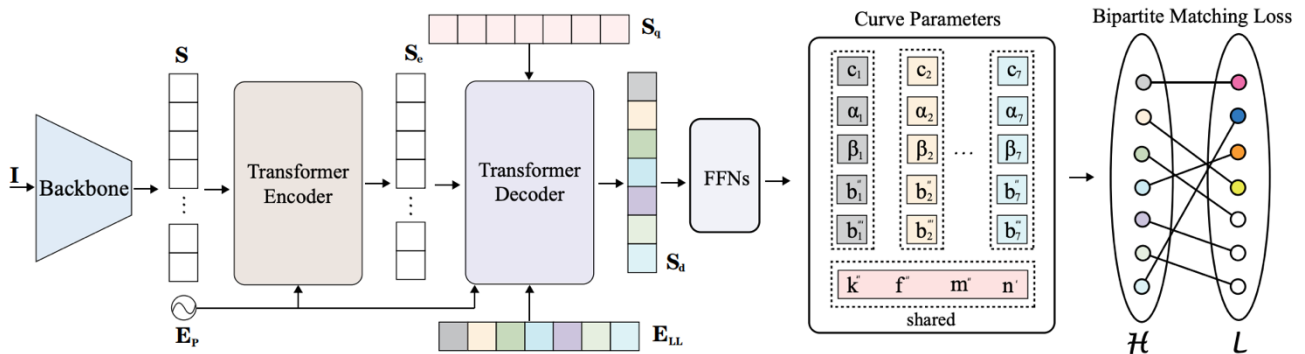 Curve Parameters
Bipartite Matching Loss
S
S_e
S_q
I
Backbone
Transformer
Encoder
Transformer
Decoder
FFNs
S_d
E_P
E_LL
c_1 c_2 c_7
α_1 α_2 α_7
β_1 β_2 ... β_7
b''_1 b''_2 b''_7
b'''_1 b'''_2 b'''_7
k'' f'' m'' n'
shared
H L